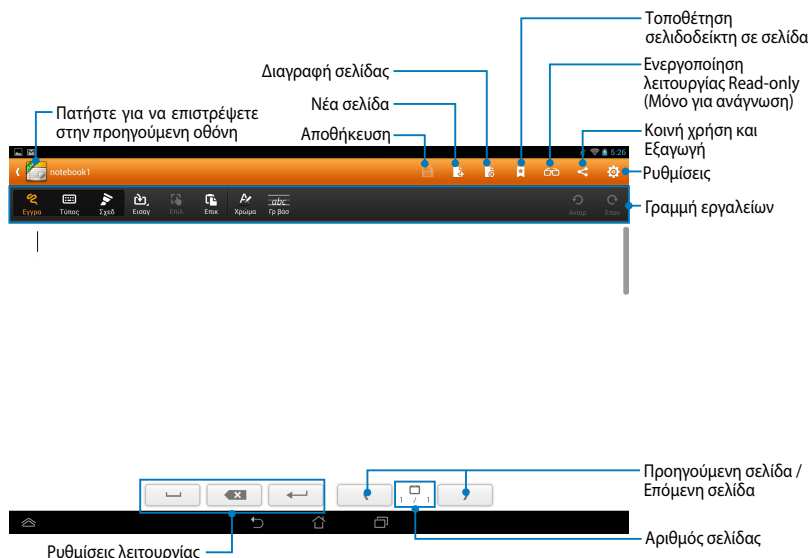 Τοποθέτηση
σελιδοδείκτη σε σελίδα
Διαγραφή σελίδας
Ενεργοποίηση
λειτουργίας Read-only
(Μόνο για ανάγνωση)
Νέα σελίδα
Πατήστε για να επιστρέψετε
στην προηγούμενη οθόνη
Αποθήκευση
Κοινή χρήση και
Εξαγωγή
5:26
notebook1
Ρυθμίσεις
abc
Εγγρα Τύπος Σχεδ Εισαγ Επιλ Επικ Χρώμα Γρ βάσ Αναίρ Επαν
Γραμμή εργαλείων
Προηγούμενη σελίδα /
Επόμενη σελίδα
1 / 1
Αριθμός σελίδας
Ρυθμίσεις λειτουργίας